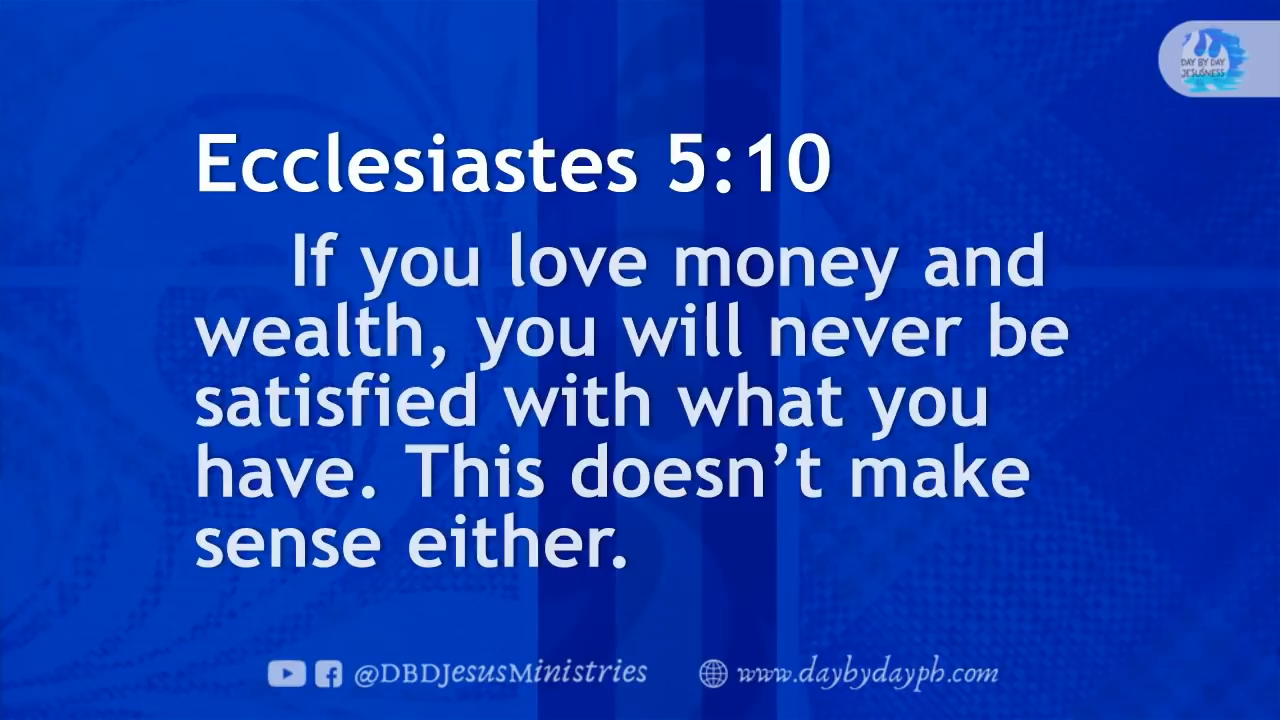 DAY BY DAY
JESUSNESS
Ecclesiastes 5:10
If you love money and
wealth, you will never be
satisfied with what you
have. This doesn’t make
sense either.
@DBDJesusMinistries
www.daybydayph.com